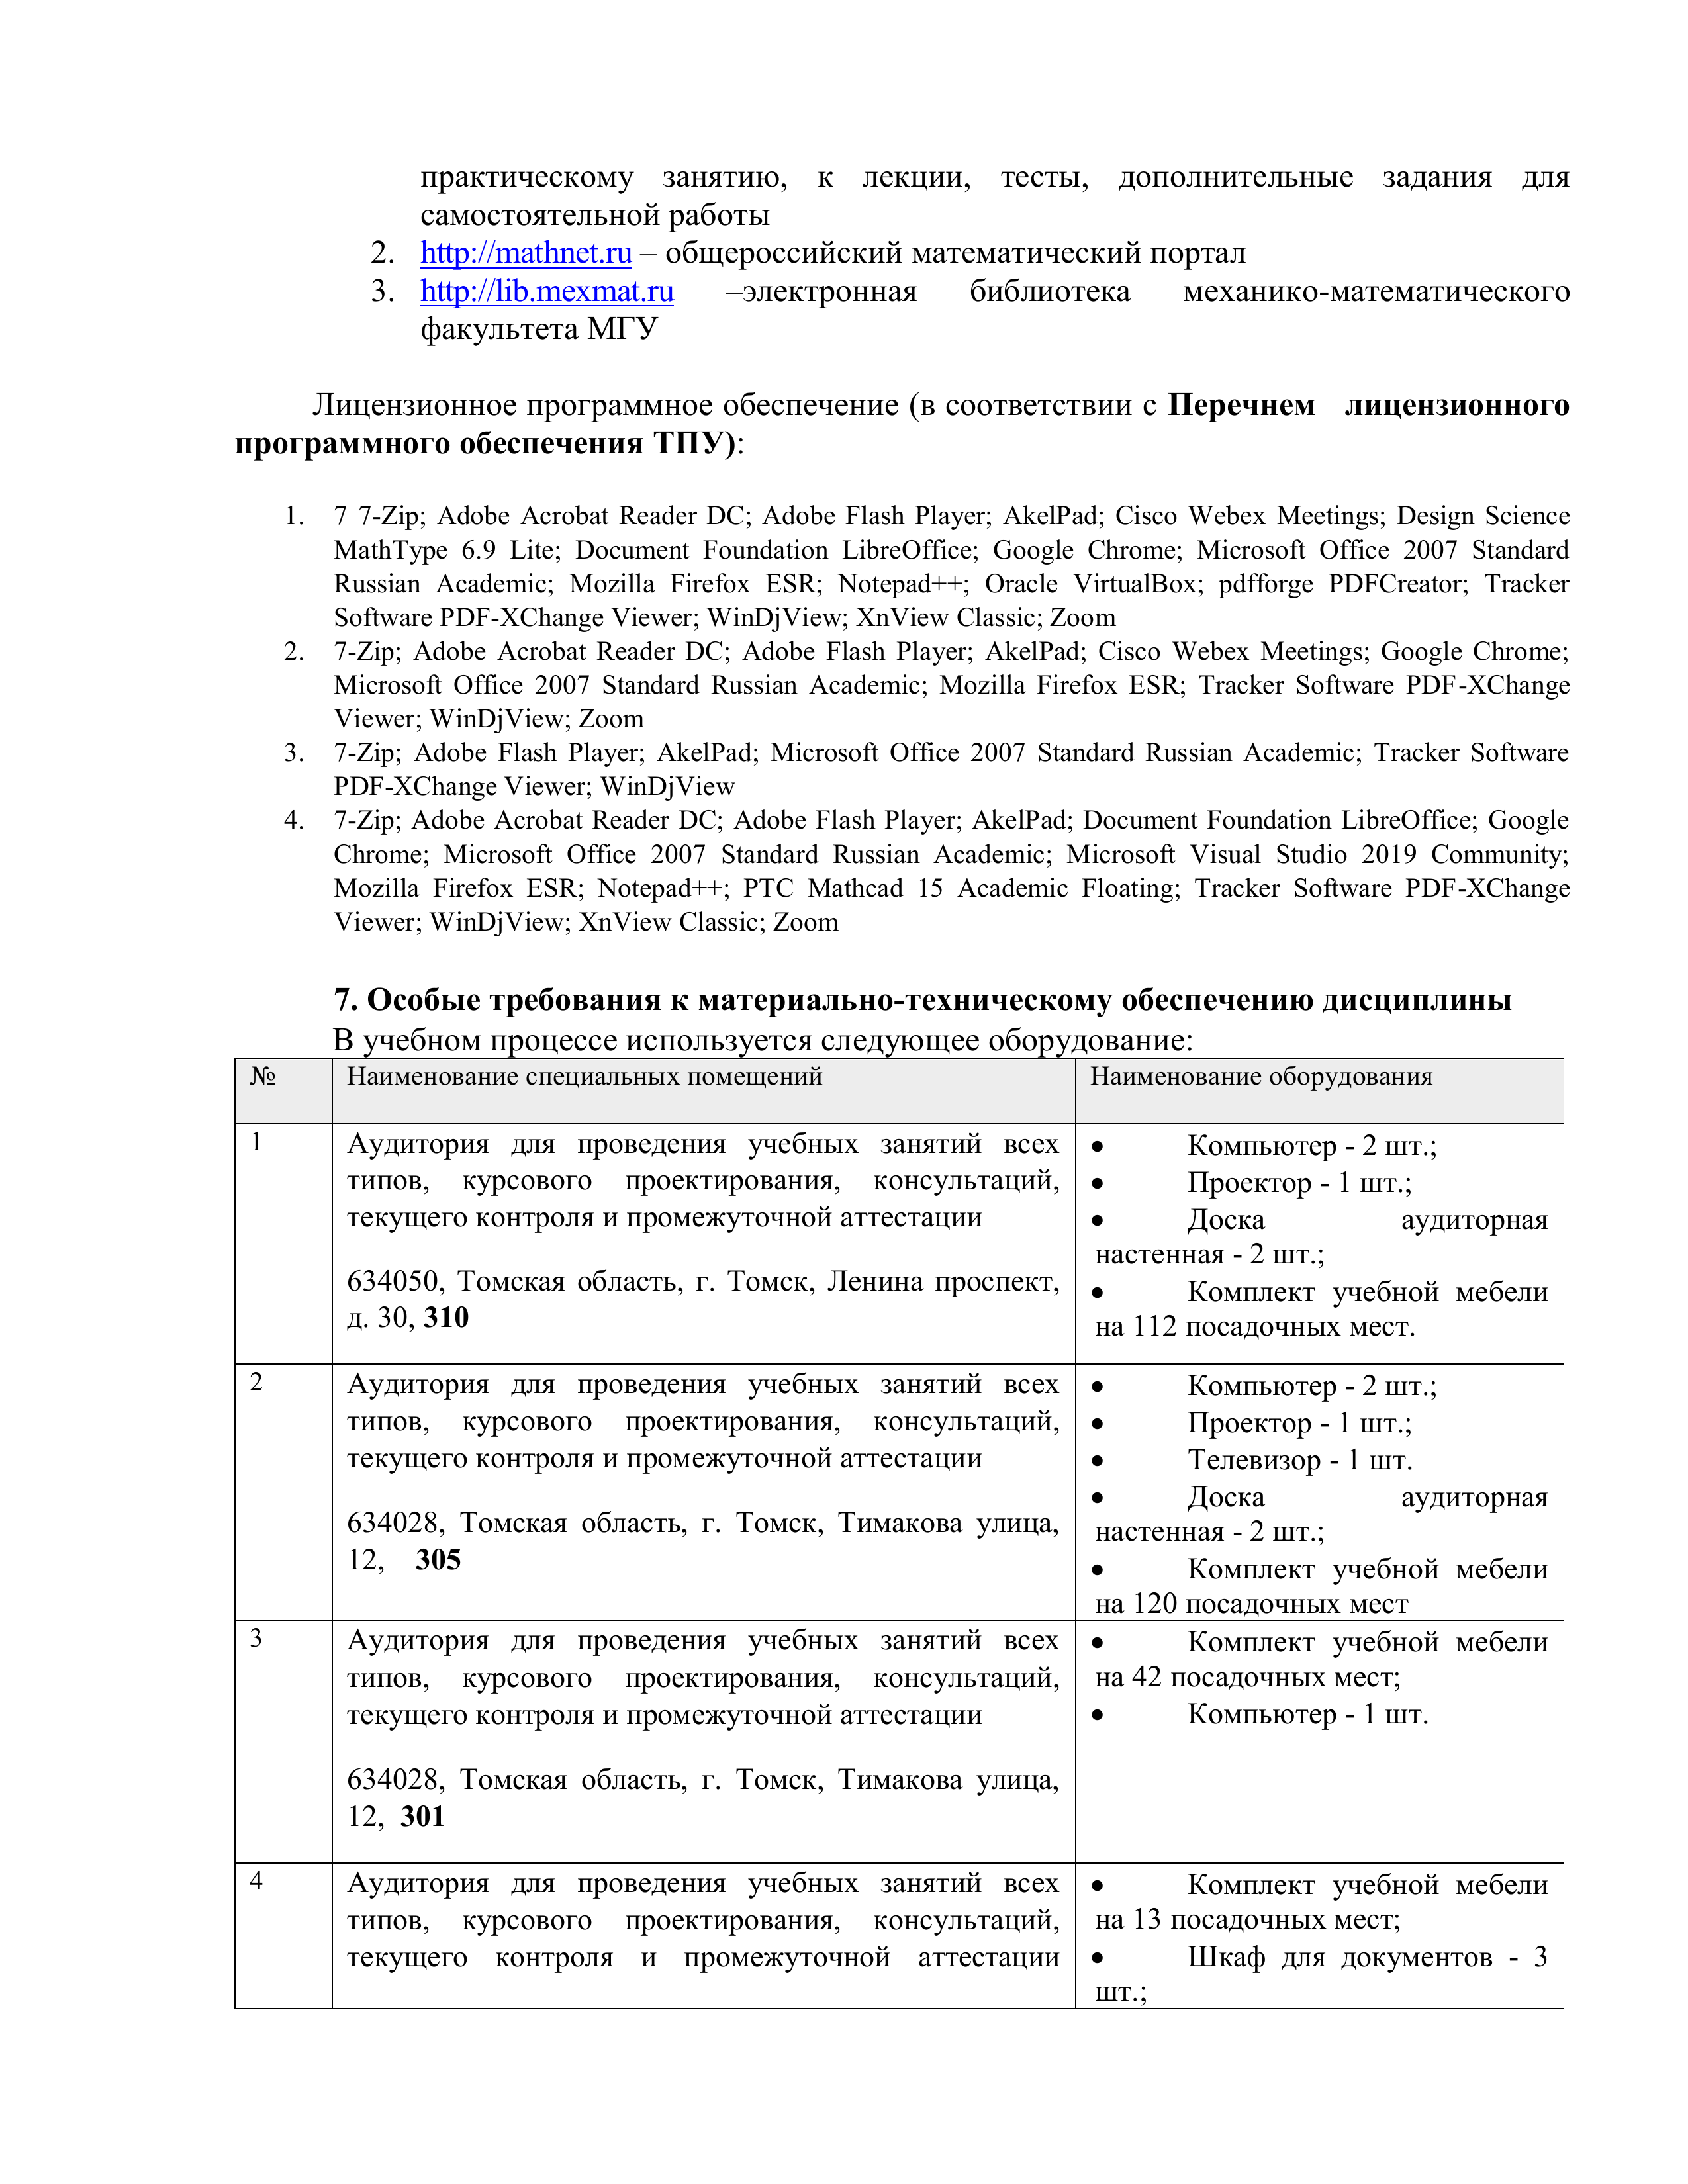 практическому занятию, к лекции, тесты, дополнительные задания для
самостоятельной работы
2. http://mathnet.ru – общероссийский математический портал
3. http://lib.mexmat.ru –электронная библиотека механико-математического
факультета МГУ
Лицензионное программное обеспечение (в соответствии с Перечнем лицензионного
программного обеспечения ТПУ):
1. 7 7-Zip; Adobe Acrobat Reader DC; Adobe Flash Player; AkelPad; Cisco Webex Meetings; Design Science
MathType 6.9 Lite; Document Foundation LibreOffice; Google Chrome; Microsoft Office 2007 Standard
Russian Academic; Mozilla Firefox ESR; Notepad++; Oracle VirtualBox; pdfforge PDFCreator; Tracker
Software PDF-XChange Viewer; WinDjView; XnView Classic; Zoom
2. 7-Zip; Adobe Acrobat Reader DC; Adobe Flash Player; AkelPad; Cisco Webex Meetings; Google Chrome;
Microsoft Office 2007 Standard Russian Academic; Mozilla Firefox ESR; Tracker Software PDF-XChange
Viewer; WinDjView; Zoom
3. 7-Zip; Adobe Flash Player; AkelPad; Microsoft Office 2007 Standard Russian Academic; Tracker Software
PDF-XChange Viewer; WinDjView
4. 7-Zip; Adobe Acrobat Reader DC; Adobe Flash Player; AkelPad; Document Foundation LibreOffice; Google
Chrome; Microsoft Office 2007 Standard Russian Academic; Microsoft Visual Studio 2019 Community;
Mozilla Firefox ESR; Notepad++; PTC Mathcad 15 Academic Floating; Tracker Software PDF-XChange
Viewer; WinDjView; XnView Classic; Zoom
7. Особые требования к материально-техническому обеспечению дисциплины
В учебном процессе используется следующее оборудование:
№ Наименование специальных помещений Наименование оборудования
1
Аудитория для проведения учебных занятий всех
типов, курсового проектирования, консультаций,
текущего контроля и промежуточной аттестации
634050, Томская область, г. Томск, Ленина проспект,
д. 30, 310
• Компьютер - 2 шт.;
• Проектор - 1 шт.;
• Доска аудиторная
настенная - 2 шт.;
• Комплект учебной мебели
на 112 посадочных мест.
2
Аудитория для проведения учебных занятий всех
типов, курсового проектирования, консультаций,
текущего контроля и промежуточной аттестации
634028, Томская область, г. Томск, Тимакова улица,
12, 305
• Компьютер - 2 шт.;
• Проектор - 1 шт.;
• Телевизор - 1 шт.
• Доска аудиторная
настенная - 2 шт.;
• Комплект учебной мебели
на 120 посадочных мест
3
Аудитория для проведения учебных занятий всех
типов, курсового проектирования, консультаций,
текущего контроля и промежуточной аттестации
634028, Томская область, г. Томск, Тимакова улица,
12, 301
• Комплект учебной мебели
на 42 посадочных мест;
• Компьютер - 1 шт.
4
Аудитория для проведения учебных занятий всех
типов, курсового проектирования, консультаций,
текущего контроля и промежуточной аттестации
• Комплект учебной мебели
на 13 посадочных мест;
• Шкаф для документов - 3
шт.;